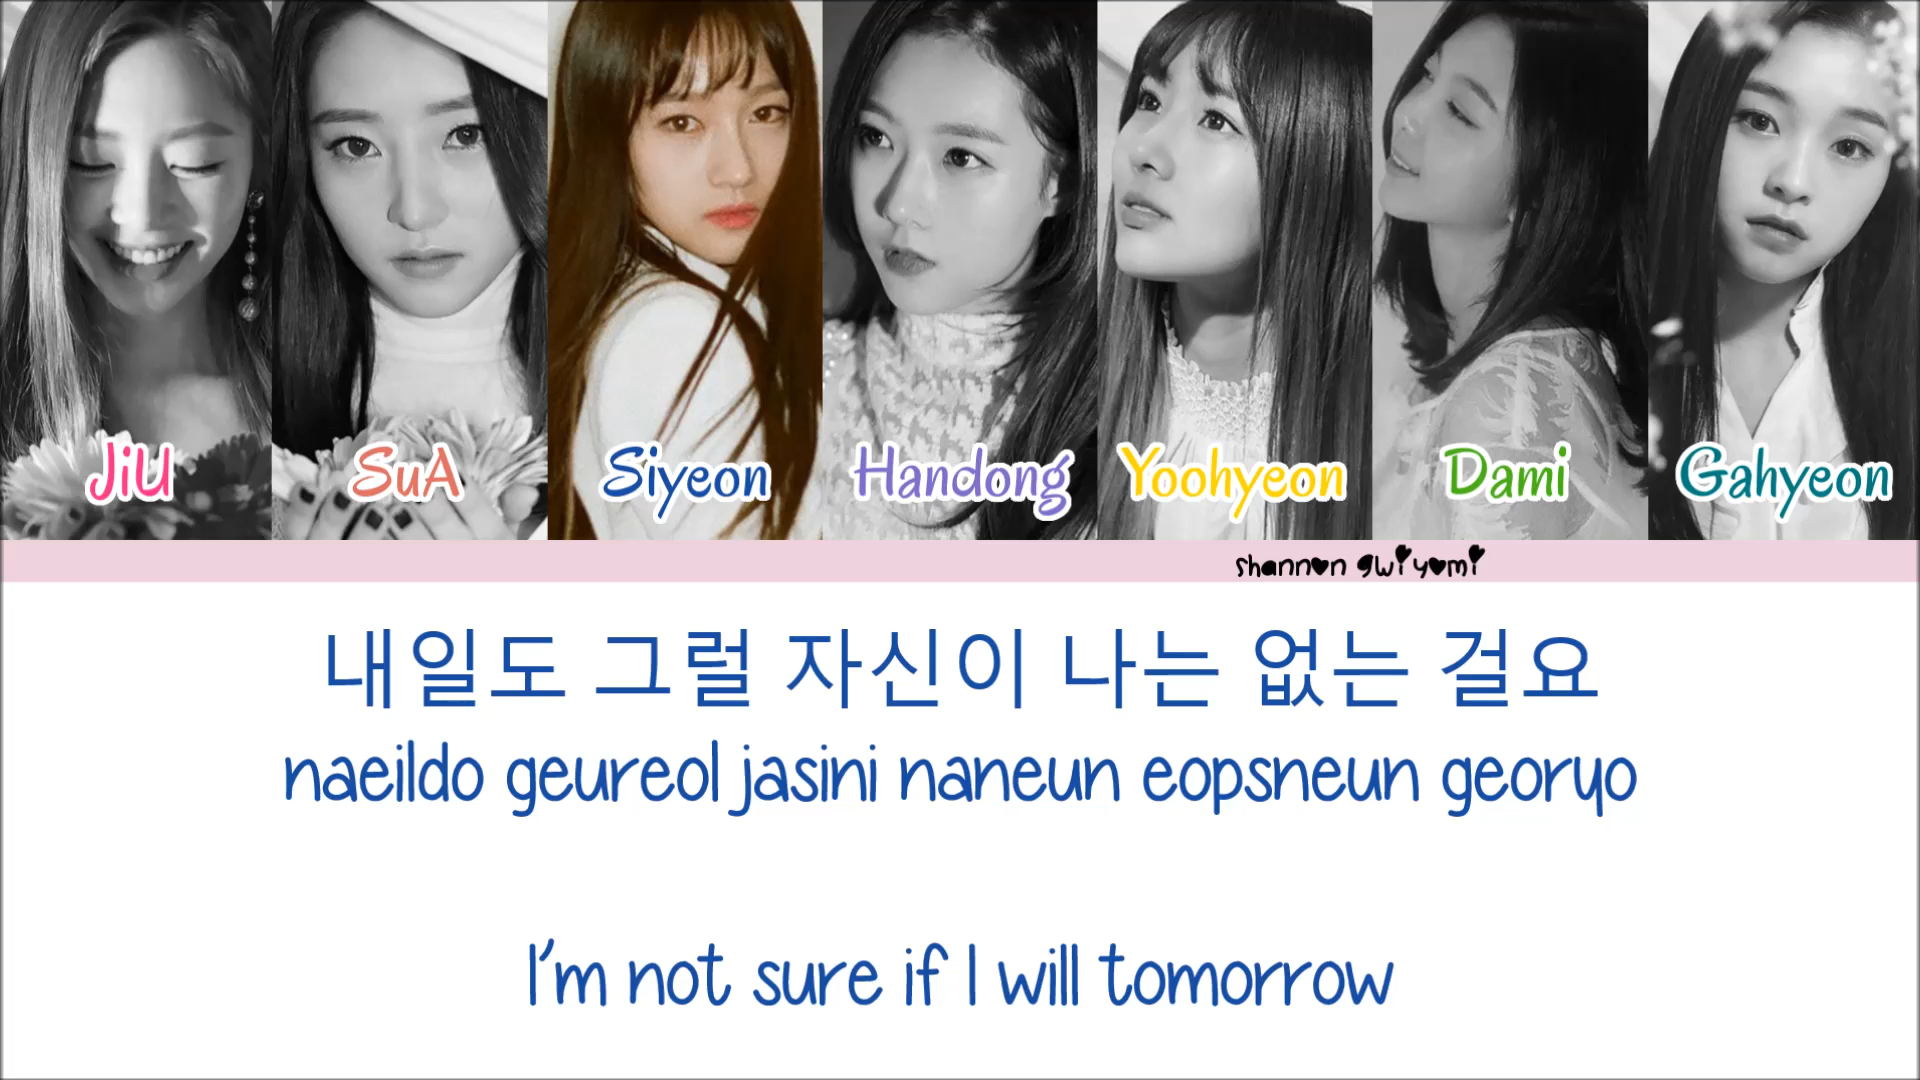 JiU SuA Siyeon Handong Yoohyeon Dami Gahyeon
shannon gwiyomi
내일도 그럴 자신이 나는 없는 걸요
naeildo geureol jasini naneun eopsneun georyo
I'm not sure if I will tomorrow